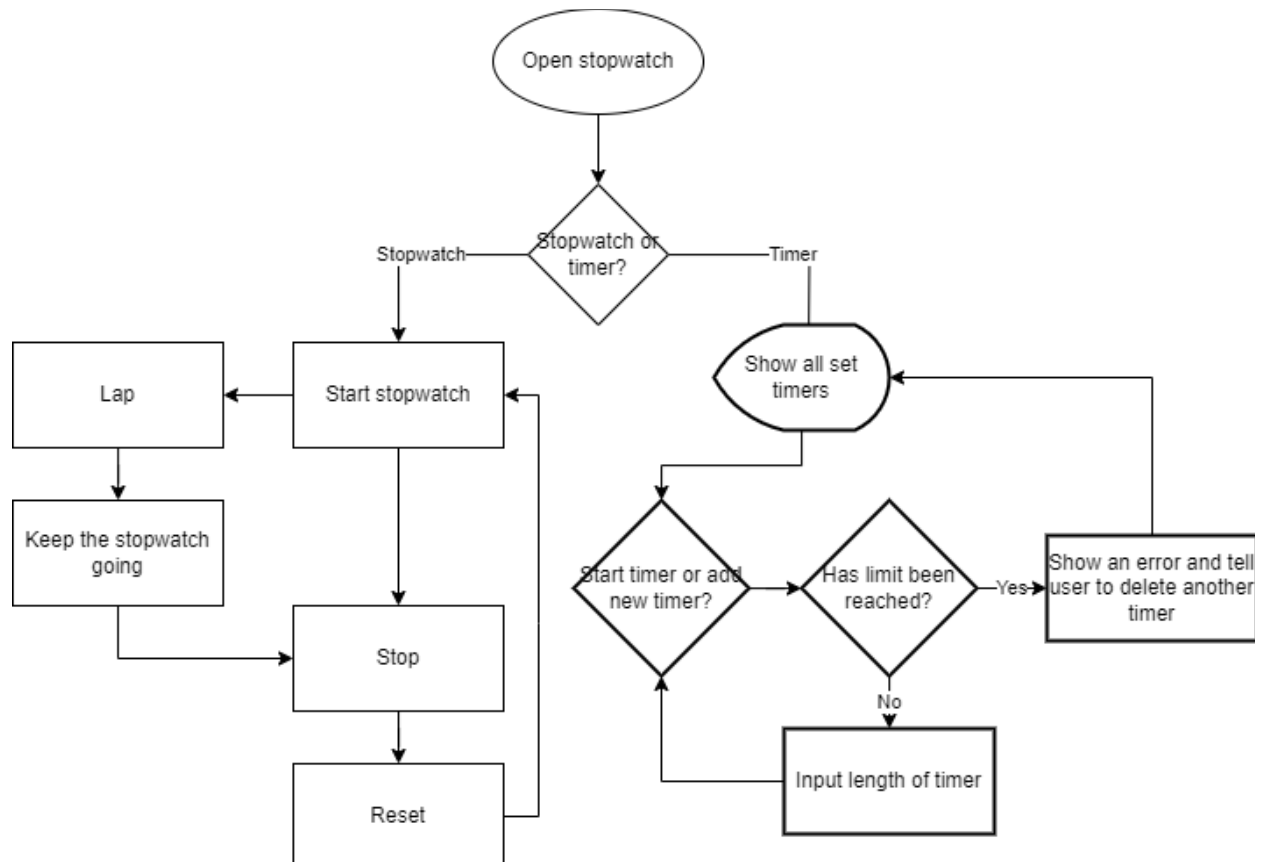 Open stopwatch
Stopwatch or
timer?
Stopwatch
Timer
Lap
Start stopwatch
Show all set
timers
Keep the stopwatch
going
Start timer or add
new timer?
Has limit been
reached?
Yes
Show an error and tell
user to delete another
timer
Stop
No
Input length of timer
Reset